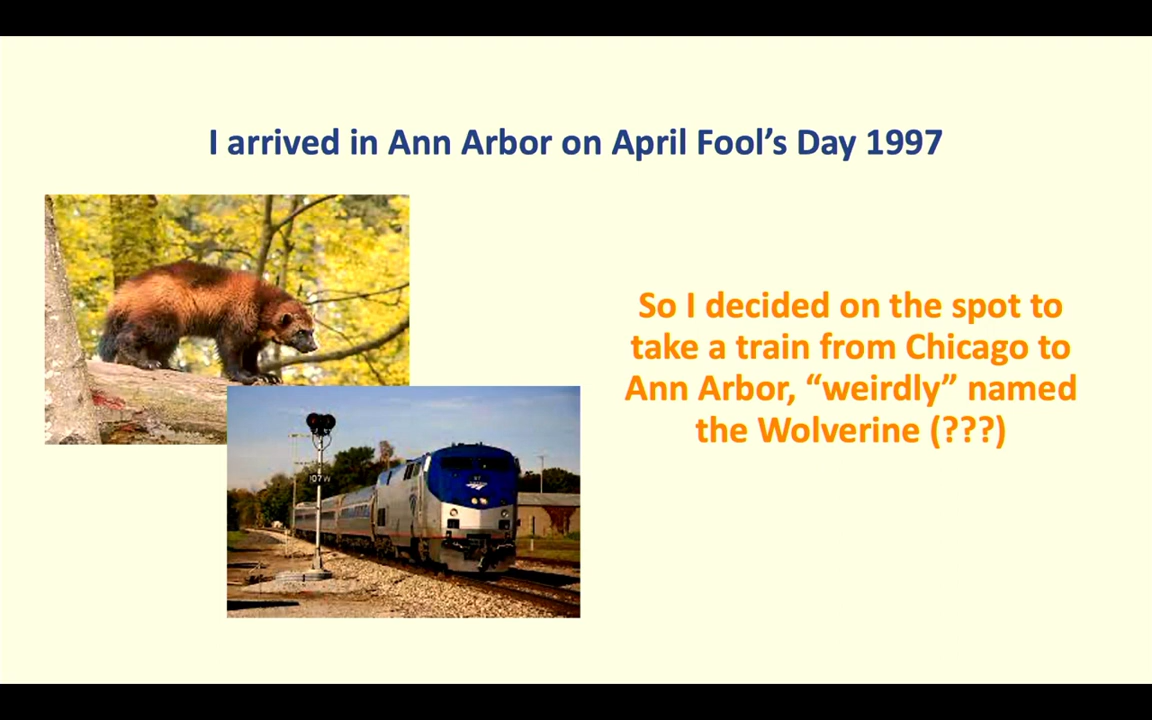 I arrived in Ann Arbor on April Fool’s Day 1997
So I decided on the spot to
take a train from Chicago to
Ann Arbor, “weirdly” named
the Wolverine (???)